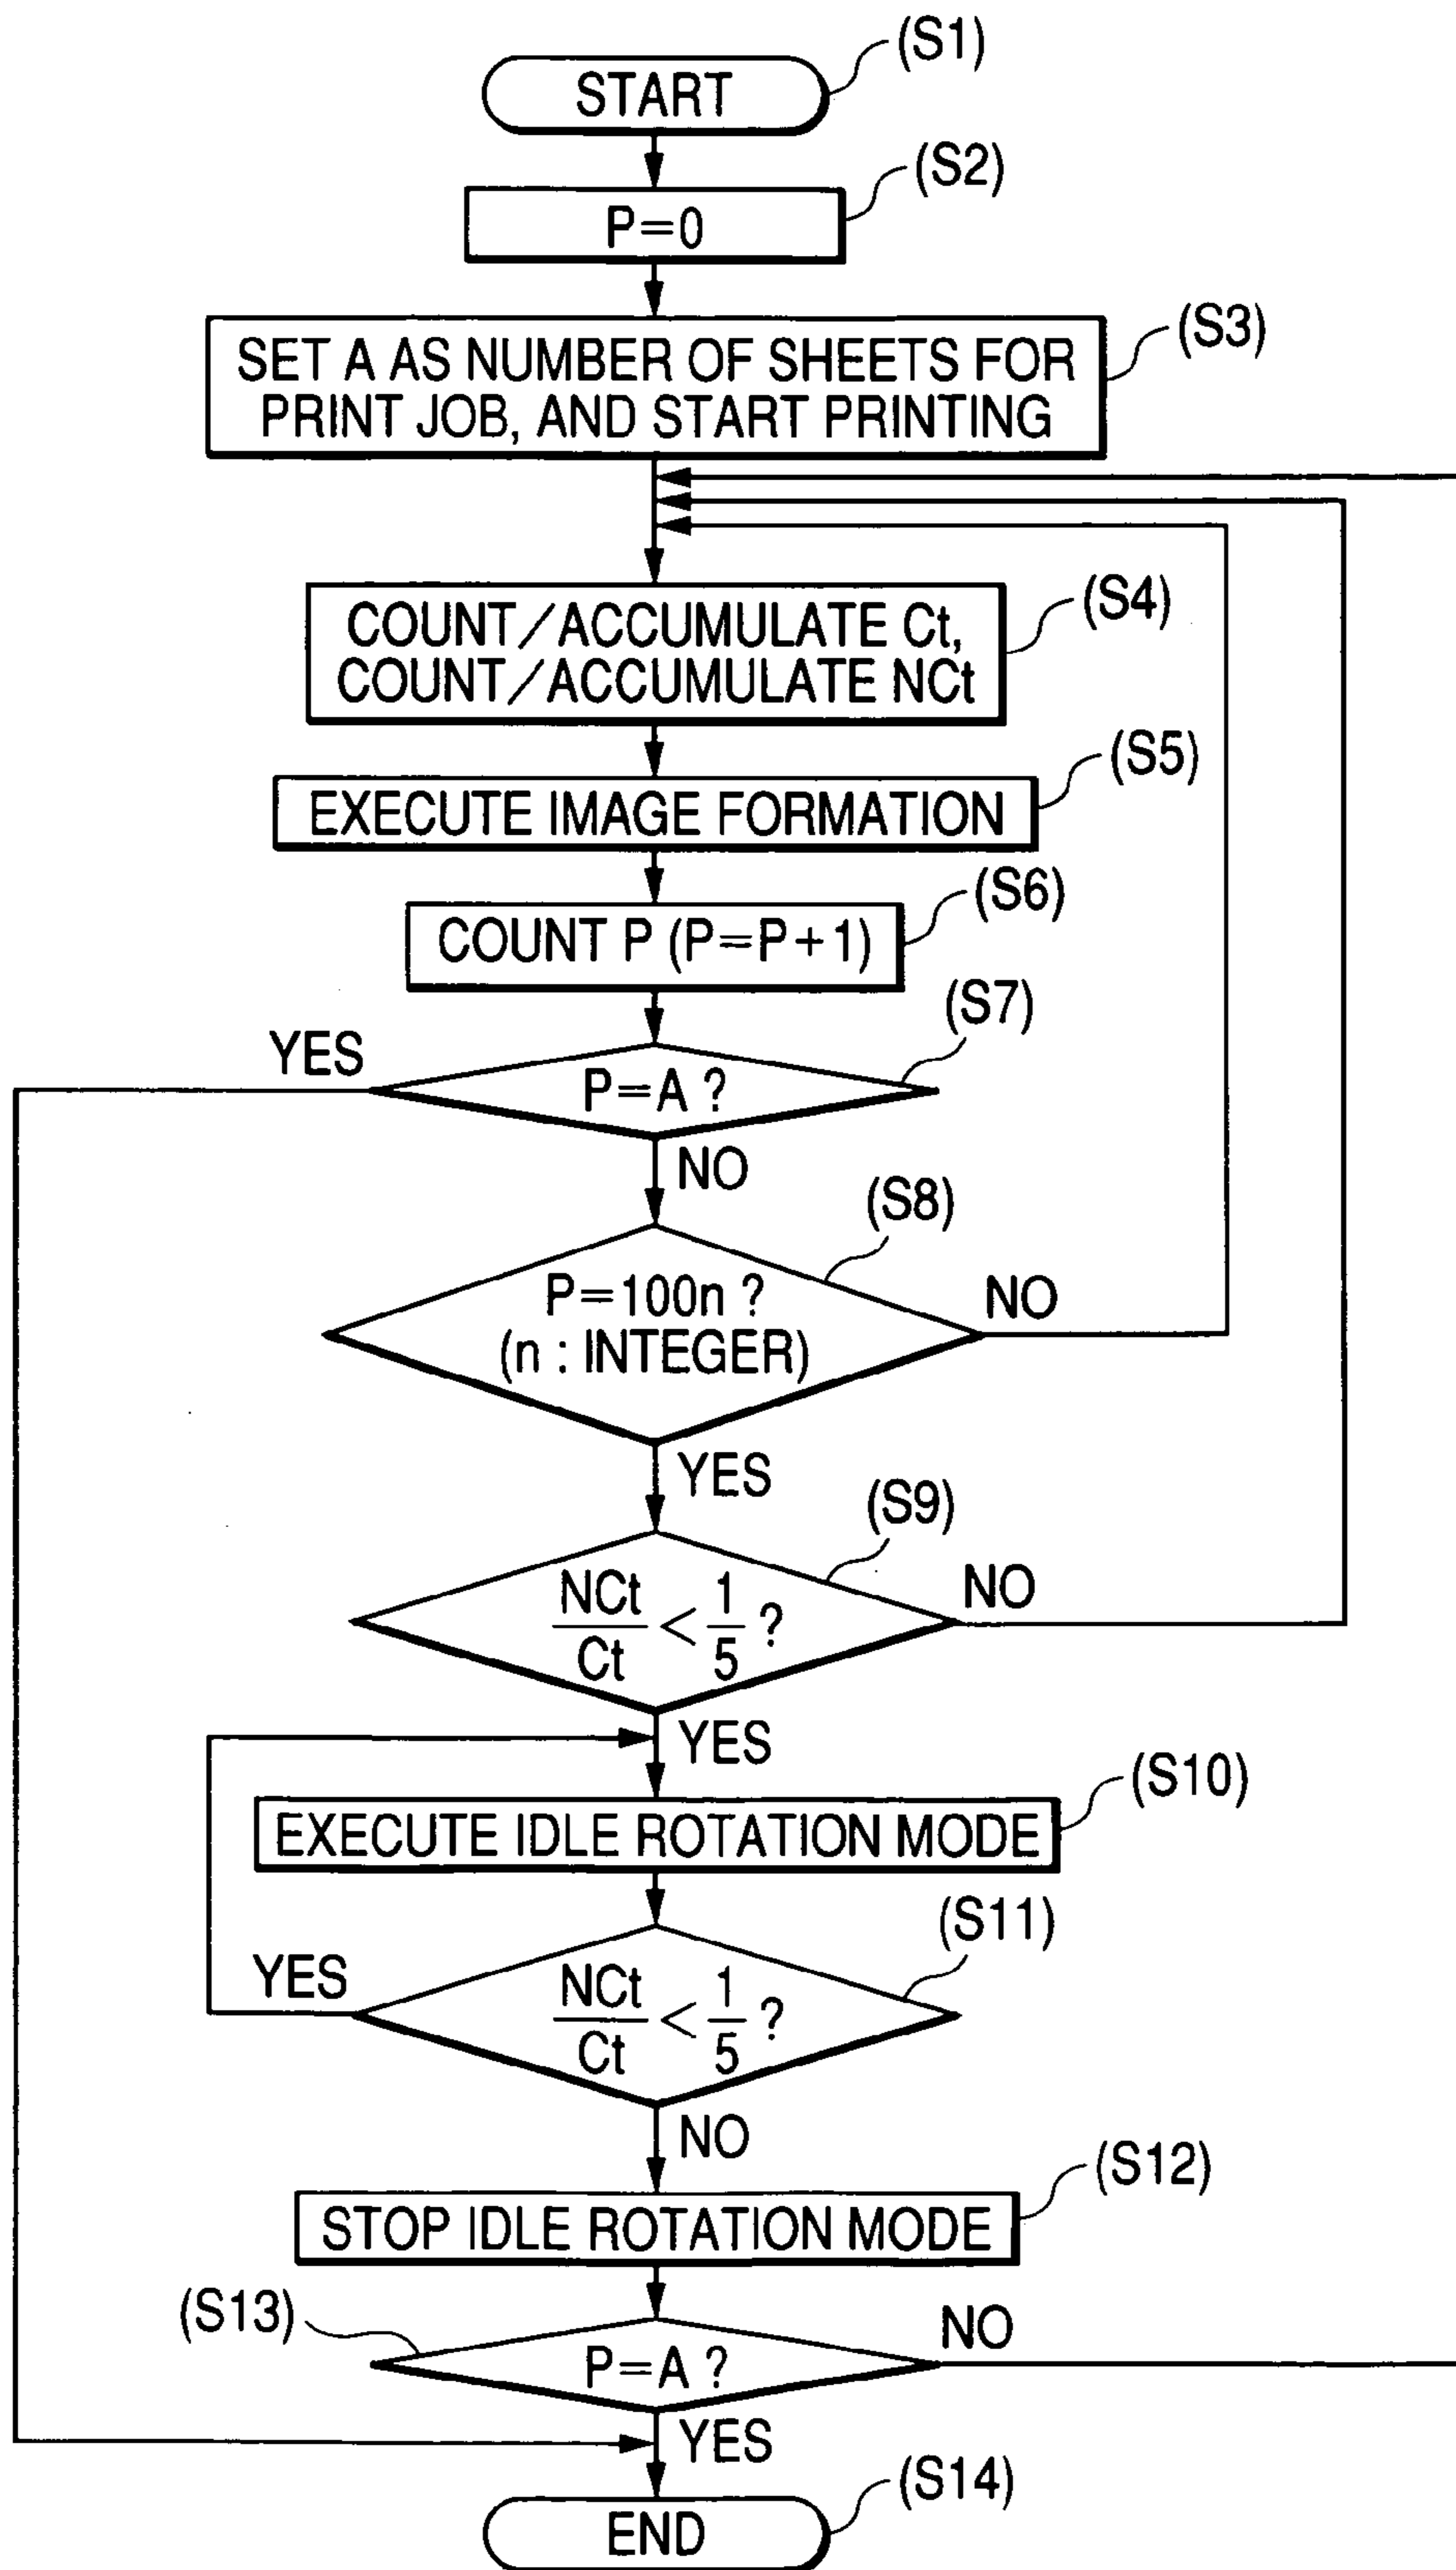 (S1)
START
(S2)
P=0
(S3)
SET A AS NUMBER OF SHEETS FOR
PRINT JOB, AND START PRINTING
(S4)
COUNT/ACCUMULATE Ct,
COUNT/ACCUMULATE NCt
(S5)
EXECUTE IMAGE FORMATION
(S6)
COUNT P (P=P+1)
(S7)
YES
P=A ?
NO
(S8)
P=100n ?
(n : INTEGER)
NO
YES
(S9)
NCt/Ct < 1/5 ?
NO
YES
(S10)
EXECUTE IDLE ROTATION MODE
(S11)
YES
NCt/Ct < 1/5 ?
NO
(S12)
STOP IDLE ROTATION MODE
(S13)
NO
P=A ?
YES
(S14)
END